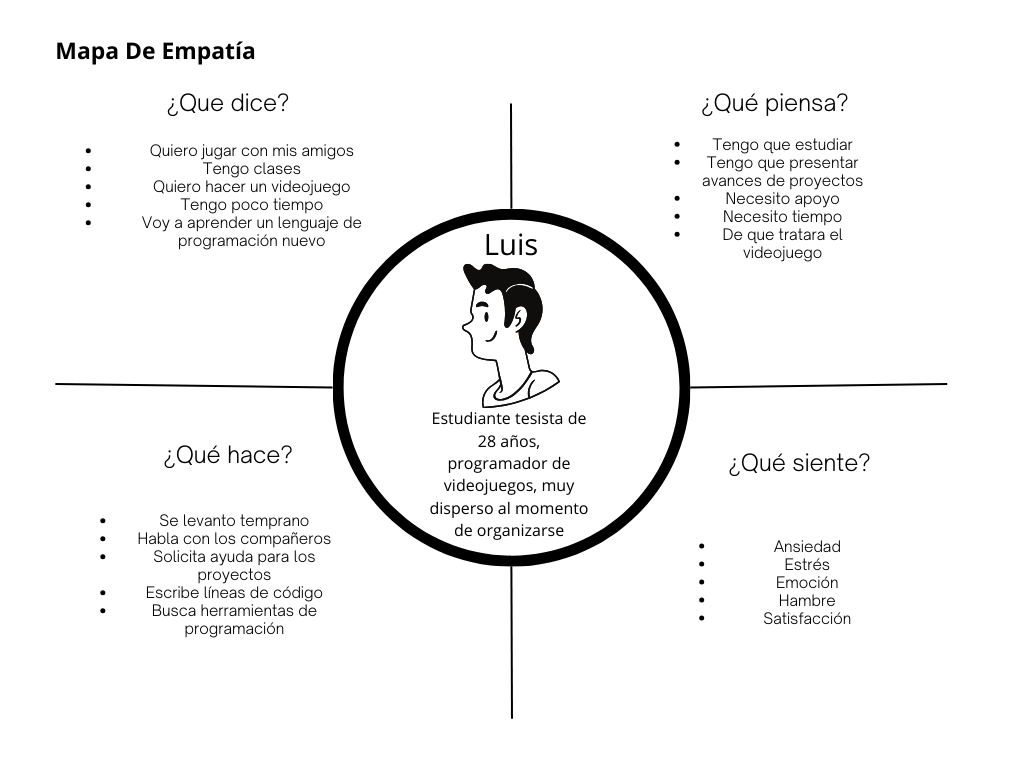 Mapa De Empatía
¿Que dice?
Quiero jugar con mis amigos
Tengo clases
Quiero hacer un videojuego
Tengo poco tiempo
Voy a aprender un lenguaje de
programación nuevo
¿Qué piensa?
Tengo que estudiar
Tengo que presentar
avances de proyectos
Necesito apoyo
Necesito tiempo
De que tratara el
videojuego
Luis
Estudiante tesista de
28 años,
programador de
videojuegos, muy
disperso al momento
de organizarse
¿Qué hace?
Se levanto temprano
Habla con los compañeros
Solicita ayuda para los
proyectos
Escribe líneas de código
Busca herramientas de
programación
¿Qué siente?
Ansiedad
Estrés
Emoción
Hambre
Satisfacción